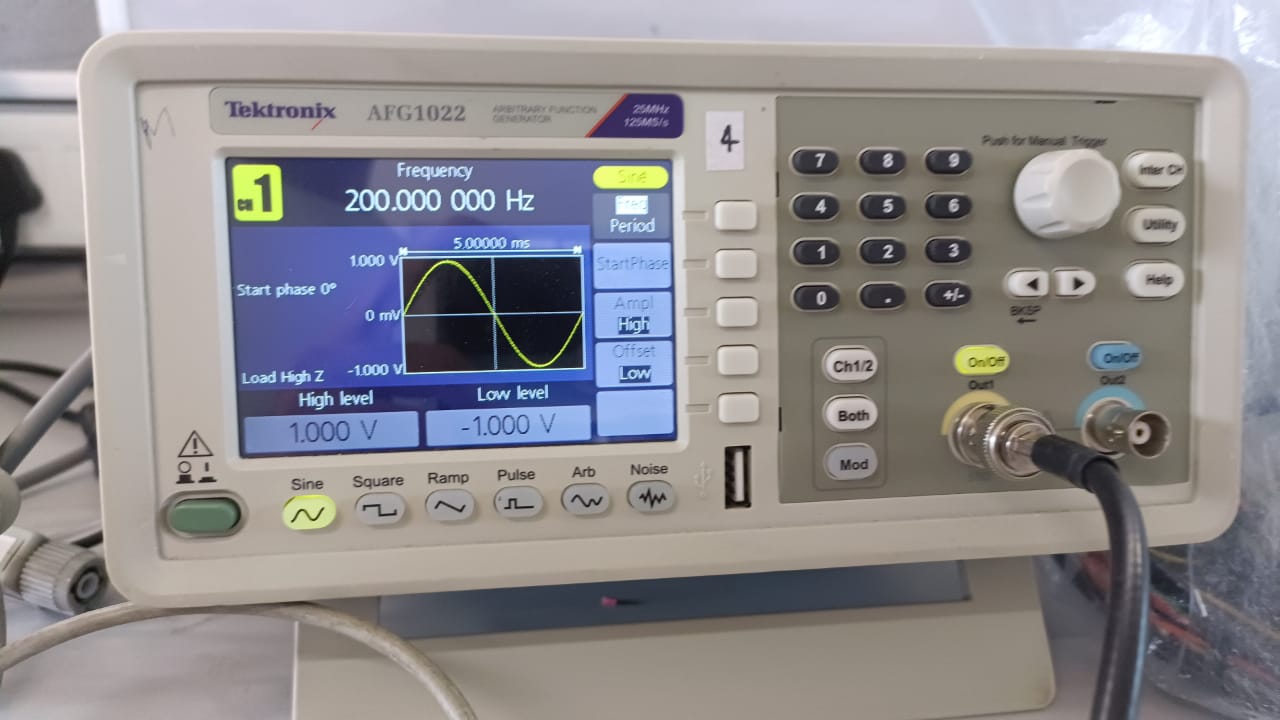 Tektronix AFG1022 ARBITRARY FUNCTION GENERATOR 25MHz 125MS/s
4
CH1
Frequency
200.000 000 Hz
Sine
Freq
Period
5.00000 ms
StartPhase
1.000 V
Start phase 0°
0 mV
Ampl
High
Offset
Low
Load High Z
-1.000 V
High level
Low level
1.000 V
-1.000 V
Sine
Square
Ramp
Pulse
Arb
Noise
7 8 9
4 5 6
1 2 3
0 . +/-
Push for Manual Trigger
Inter CH
Utility
Help
BKSP
Ch1/2
Both
Mod
On/Off
Out1
On/Off
Out2